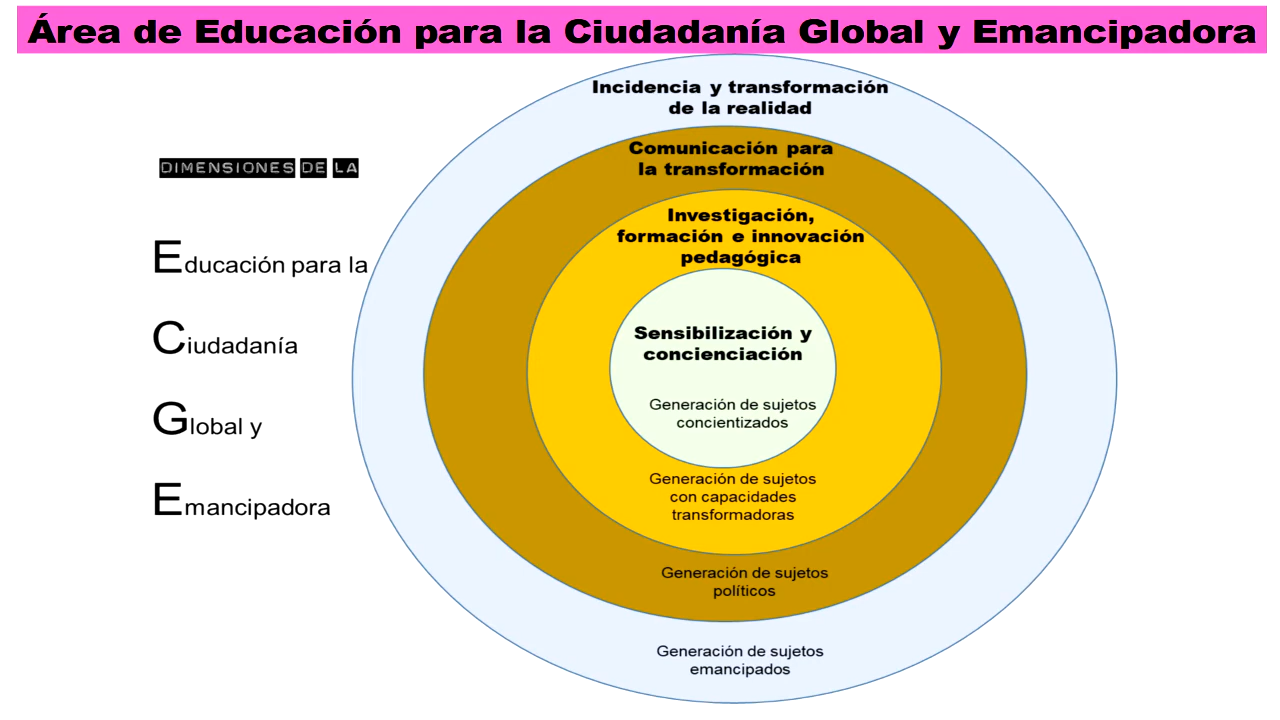 Área de Educación para la Ciudadanía Global y Emancipadora
DIMENSIONES DE LA
Educación para la
Ciudadanía
Global y
Emancipadora
Incidencia y transformación
de la realidad
Comunicación para
la transformación
Investigación,
formación e innovación
pedagógica
Sensibilización y
concienciación
Generación de sujetos
concientizados
Generación de sujetos
con capacidades
transformadoras
Generación de sujetos
políticos
Generación de sujetos
emancipados